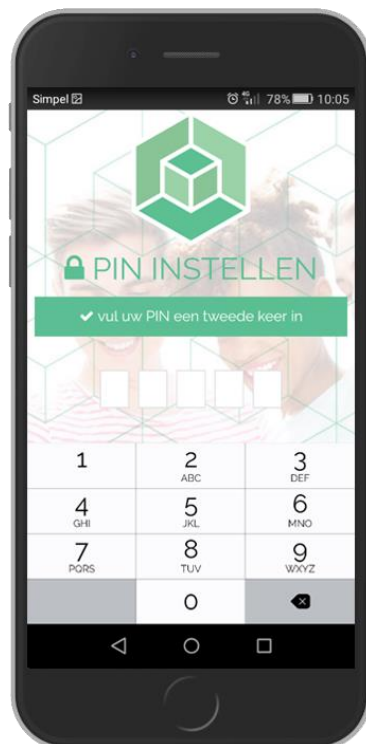 Simpel 4G 78% 10:05
PIN INSTELLEN
vul uw PIN een tweede keer in
1 2 3
ABC DEF
4 5 6
GHI JKL MNO
7 8 9
PQRS TUV WXYZ
0